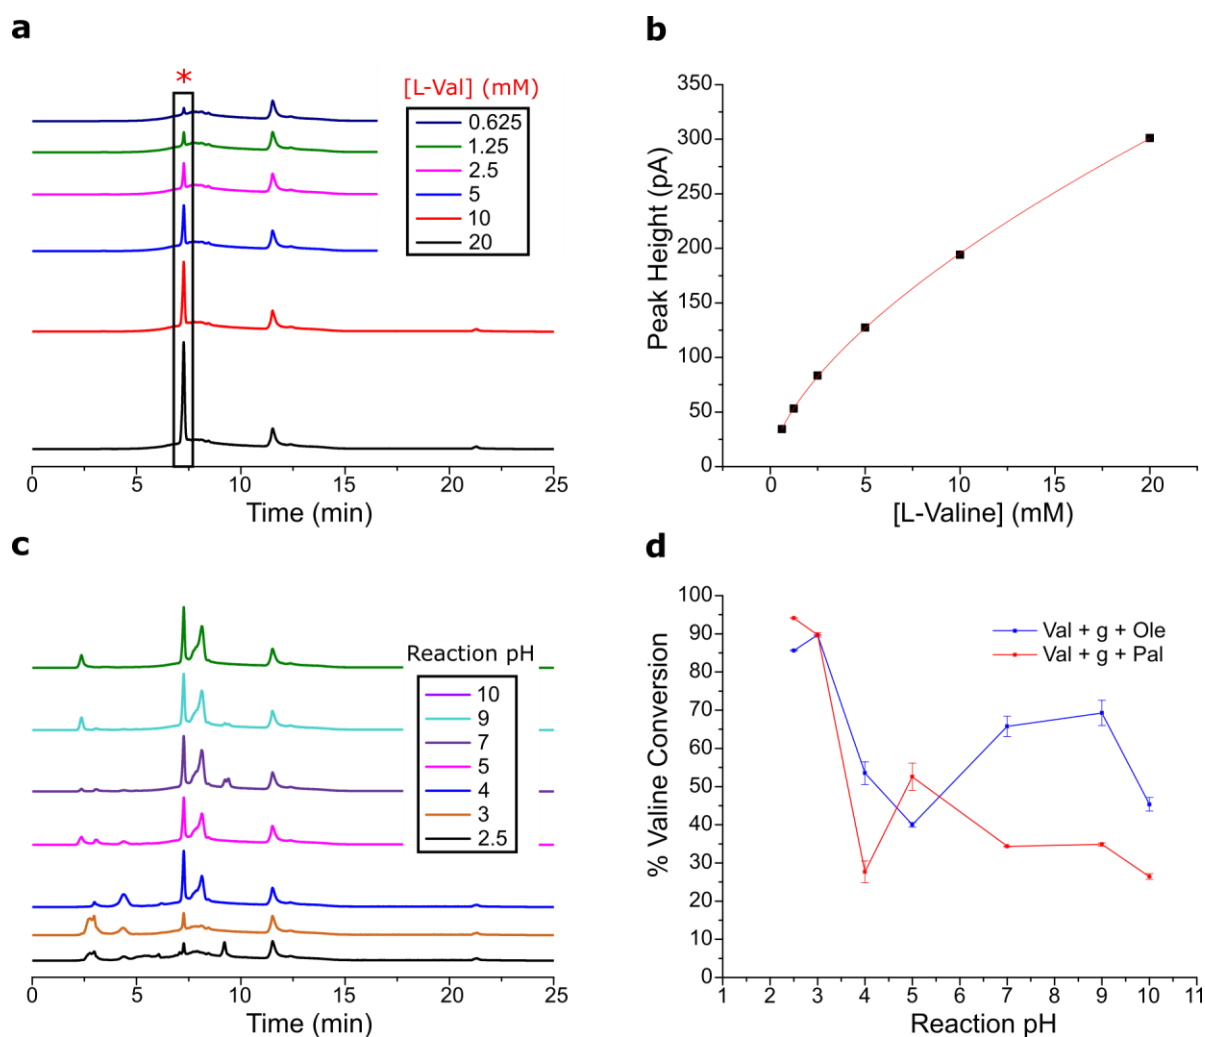 a
*
[L-Val] (mM)
0.625
1.25
2.5
5
10
20
0 5 10 15 20 25
Time (min)
b
Peak Height (pA)
350
300
250
200
150
100
50
0
0 5 10 15 20
[L-Valine] (mM)
c
Reaction pH
10
9
7
5
4
3
2.5
0 5 10 15 20 25
Time (min)
d
% Valine Conversion
100
90
80
70
60
50
40
30
20
10
0
Val + g + Ole
Val + g + Pal
1 2 3 4 5 6 7 8 9 10 11
Reaction pH